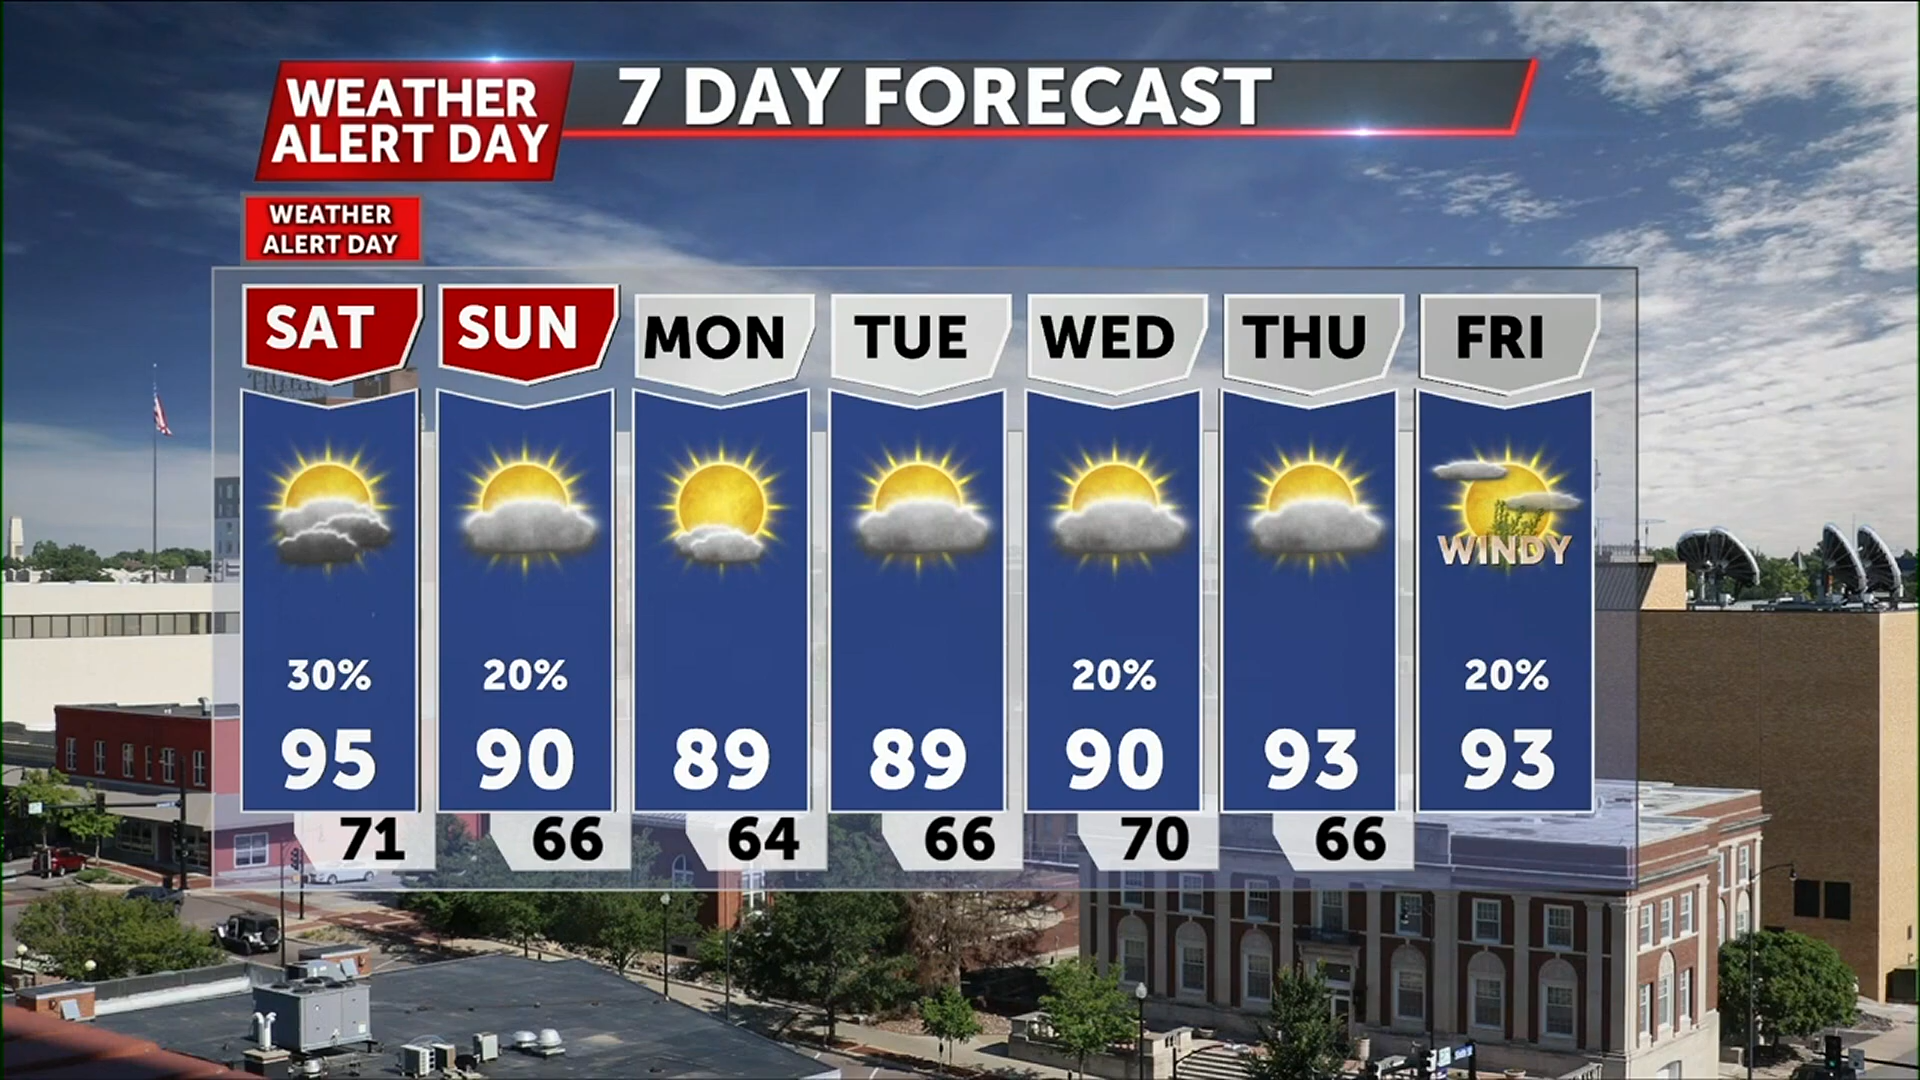 WEATHER
ALERT DAY
7 DAY FORECAST
WEATHER
ALERT DAY
SAT SUN MON TUE WED THU FRI
WINDY
30% 20% 20% 20%
95 90 89 89 90 93 93
71 66 64 66 70 66